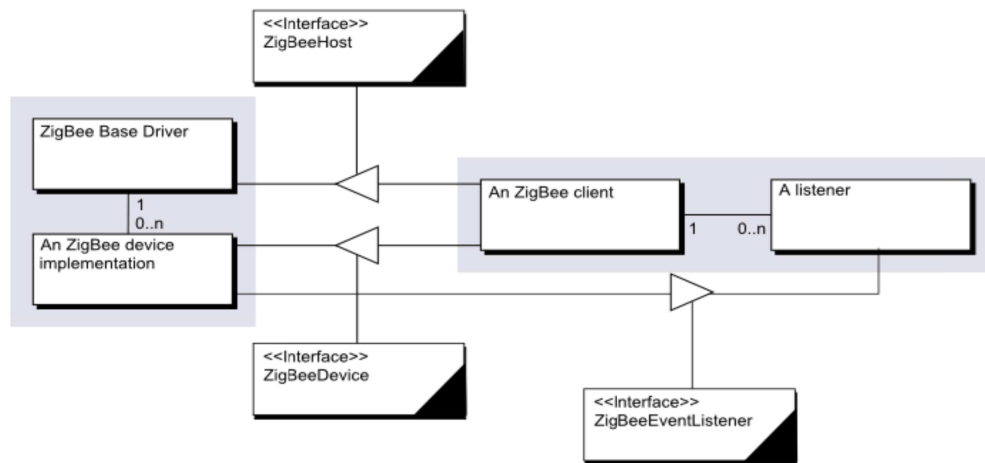 <<Interface>>
ZigBeeHost
ZigBee Base Driver
1
0..n
An ZigBee device
implementation
An ZigBee client
1
0..n
A listener
<<Interface>>
ZigBeeDevice
<<Interface>>
ZigBeeEventListener